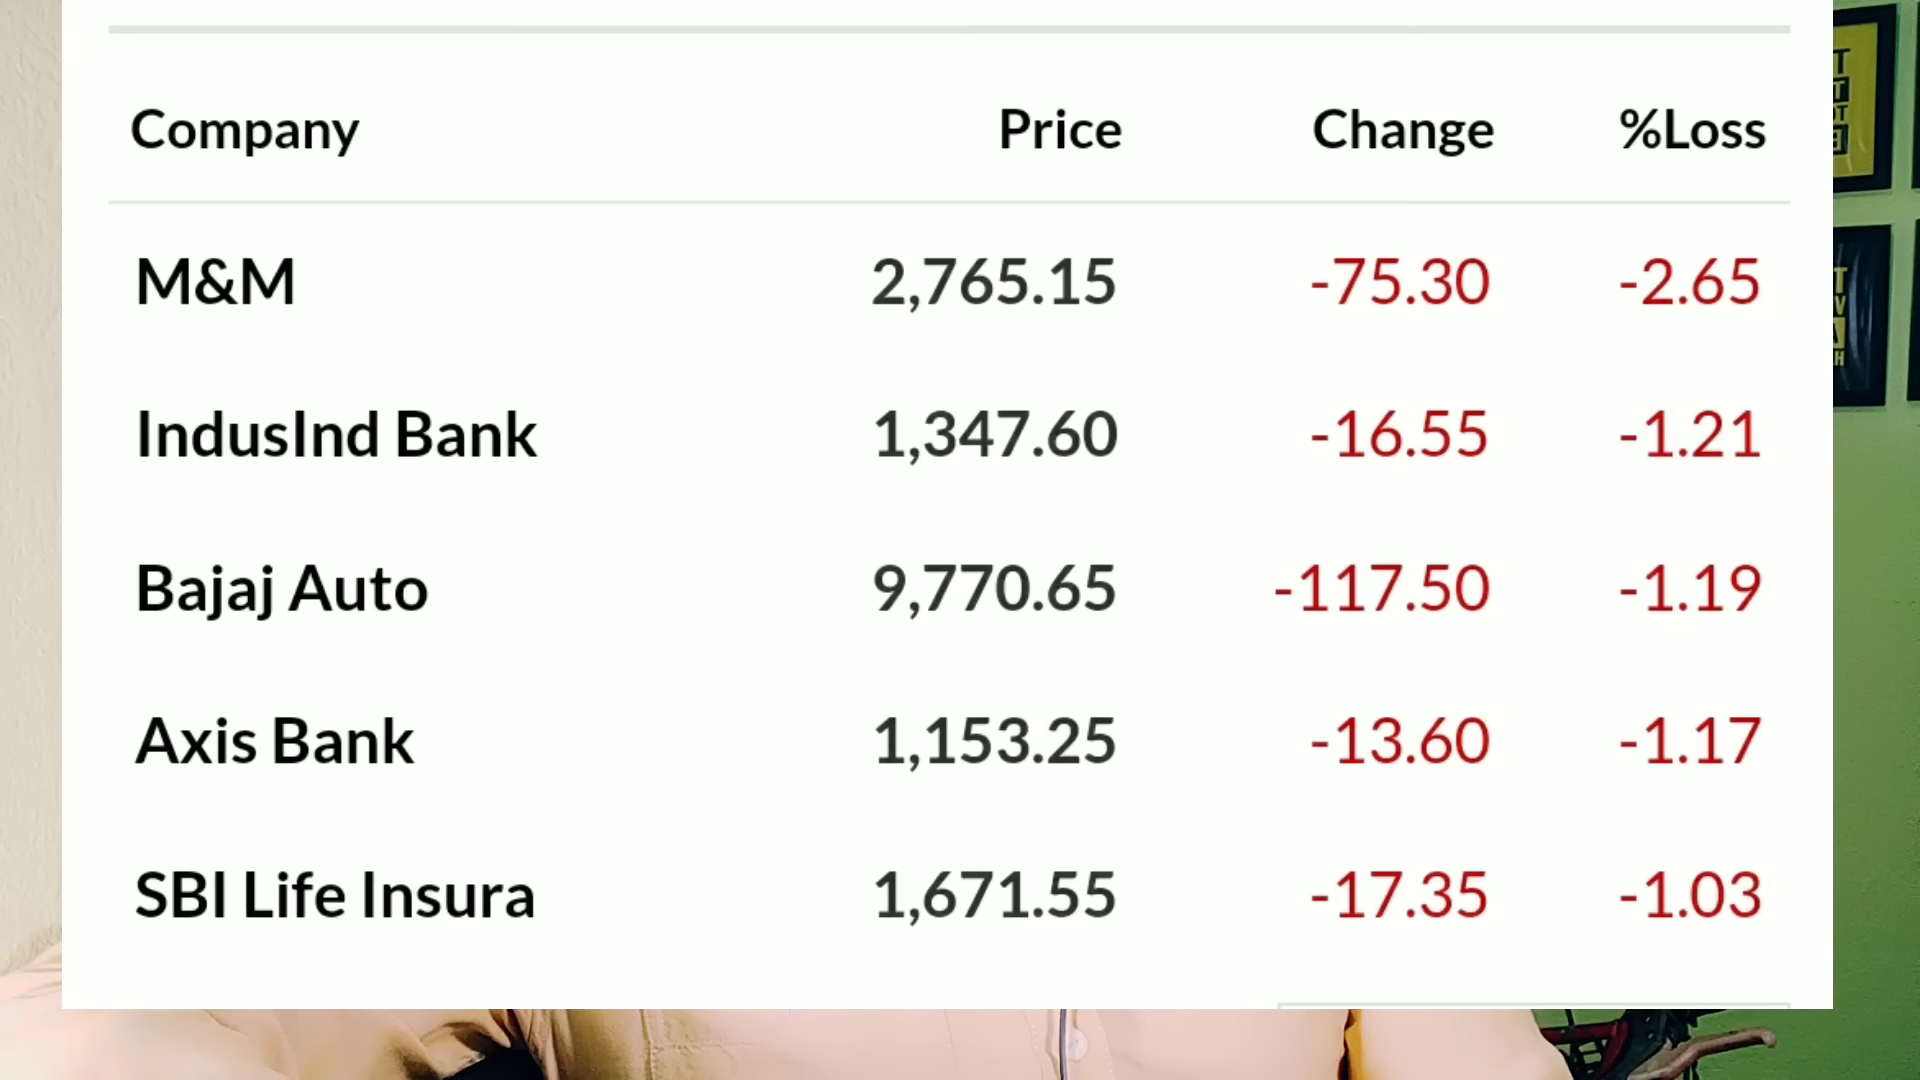 Company Price Change %Loss
M&M 2,765.15 -75.30 -2.65
IndusInd Bank 1,347.60 -16.55 -1.21
Bajaj Auto 9,770.65 -117.50 -1.19
Axis Bank 1,153.25 -13.60 -1.17
SBI Life Insura 1,671.55 -17.35 -1.03